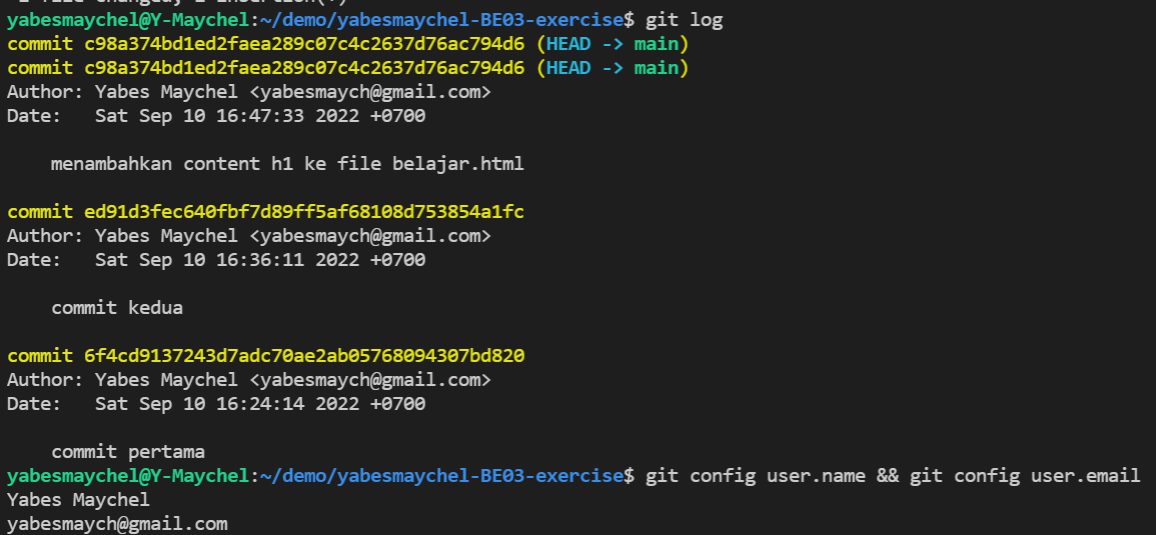 1 file changed, 1 insertion(+)
yabesmaychel@Y-Maychel:~/demo/yabesmaychel-BE03-exercise$ git log
commit c98a374bd1ed2faea289c07c4c2637d76ac794d6 (HEAD -> main)
commit c98a374bd1ed2faea289c07c4c2637d76ac794d6 (HEAD -> main)
Author: Yabes Maychel <yabesmaych@gmail.com>
Date:   Sat Sep 10 16:47:33 2022 +0700
    menambahkan content h1 ke file belajar.html
commit ed91d3fec640fbf7d89ff5af68108d753854a1fc
Author: Yabes Maychel <yabesmaych@gmail.com>
Date:   Sat Sep 10 16:36:11 2022 +0700
    commit kedua
commit 6f4cd9137243d7adc70ae2ab05768094307bd820
Author: Yabes Maychel <yabesmaych@gmail.com>
Date:   Sat Sep 10 16:24:14 2022 +0700
    commit pertama
yabesmaychel@Y-Maychel:~/demo/yabesmaychel-BE03-exercise$ git config user.name && git config user.email
Yabes Maychel
yabesmaych@gmail.com